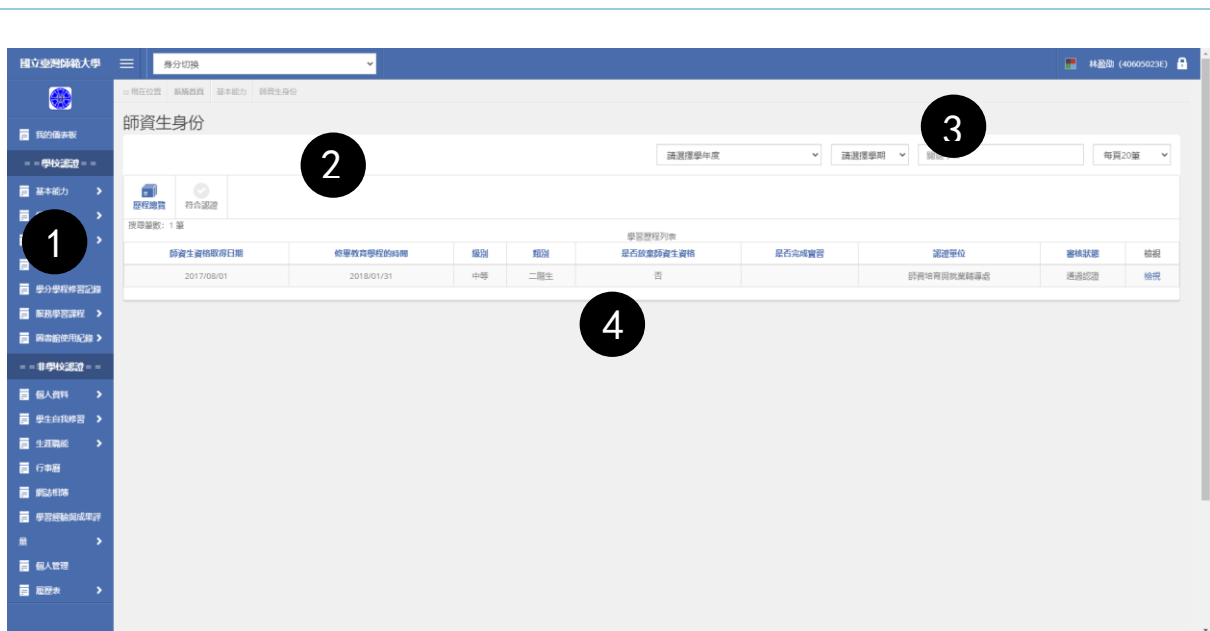 國立臺灣師範大學
身分切換
(40605023E)
現在位置 系統首頁 基本能力 師資生身份
師資生身份
我的儀表板
= = 學校認證 = =
基本能力
1
學分學程修習記錄
服務學習課程
圖書館使用紀錄
= = 非學校認證 = =
個人資料
學生自我修習
生涯職能
行事曆
網誌相簿
學習經驗與成果評
量
個人管理
履歷表
2
請選擇學年度
請選擇學期
3
每頁20筆
歷程總覽
符合認證
搜尋筆數: 1 筆
學習歷程列表
師資生資格取得日期 修畢教育學程的時間 級別 類別 是否放棄師資生資格 是否完成實習 認證單位 審核狀態 檢視
2017/08/01 2018/01/31 中等 二階生 否 師資培育與就業輔導處 通過認證 檢視
4